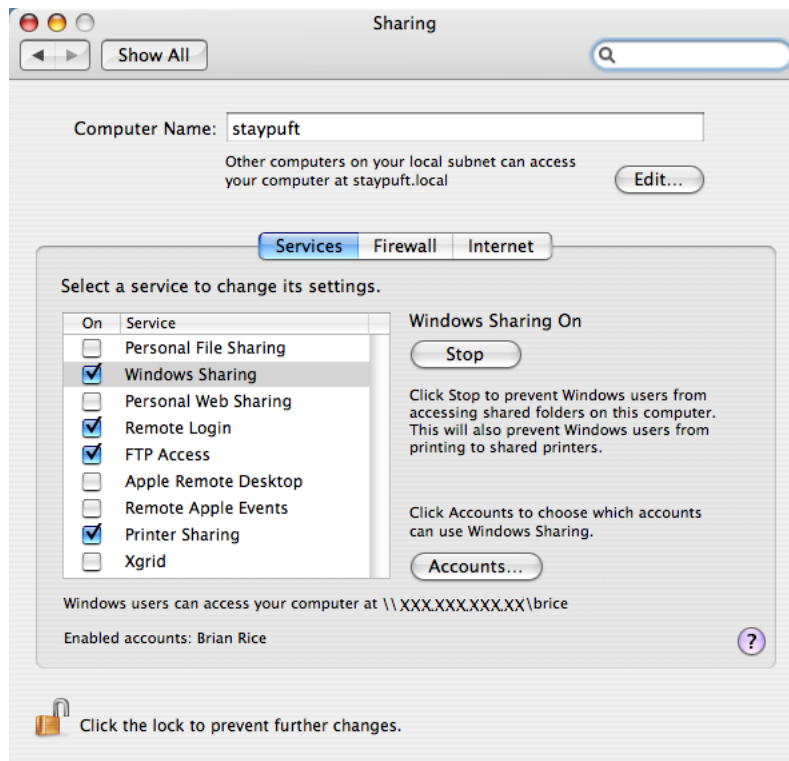 Sharing
Show All
Computer Name: staypuft
Other computers on your local subnet can access
your computer at staypuft.local
Edit...
Services Firewall Internet
Select a service to change its settings.
On Service
Personal File Sharing
Windows Sharing
Personal Web Sharing
Remote Login
FTP Access
Apple Remote Desktop
Remote Apple Events
Printer Sharing
Xgrid
Windows Sharing On
Stop
Click Stop to prevent Windows users from
accessing shared folders on this computer.
This will also prevent Windows users from
printing to shared printers.
Click Accounts to choose which accounts
can use Windows Sharing.
Accounts...
Windows users can access your computer at \\XXX.XXX.XXX.XX\brice
Enabled accounts: Brian Rice
?
Click the lock to prevent further changes.